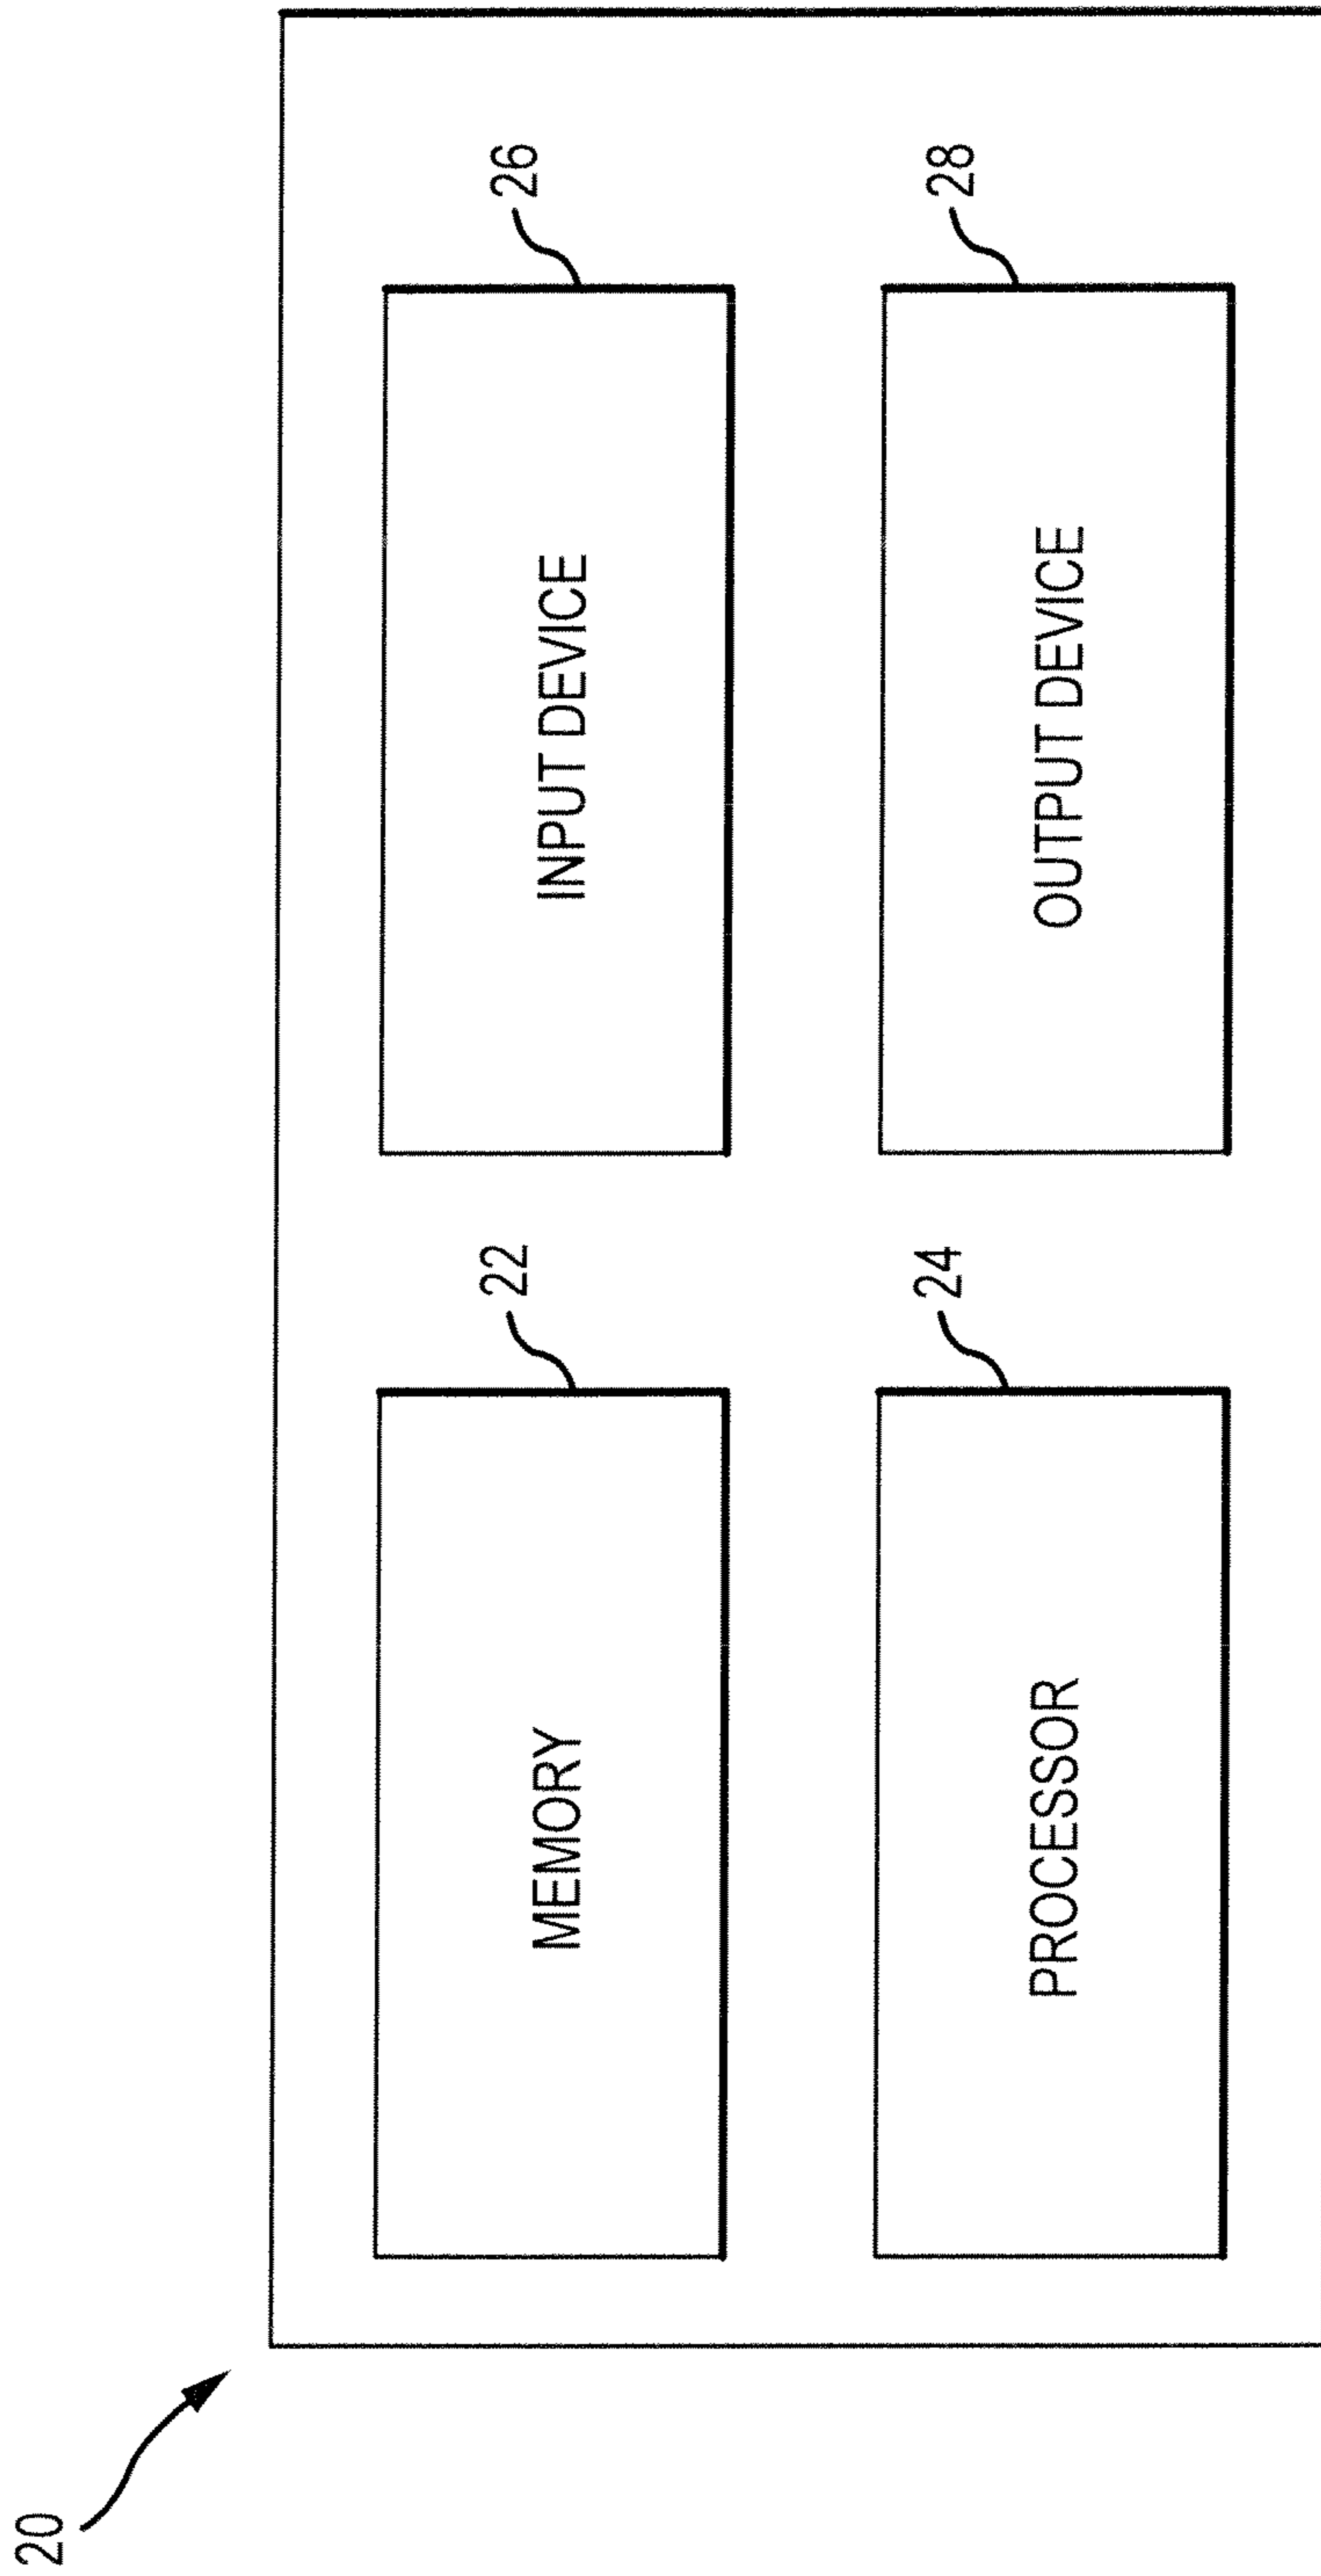 20
MEMORY
22
INPUT DEVICE
26
PROCESSOR
24
OUTPUT DEVICE
28